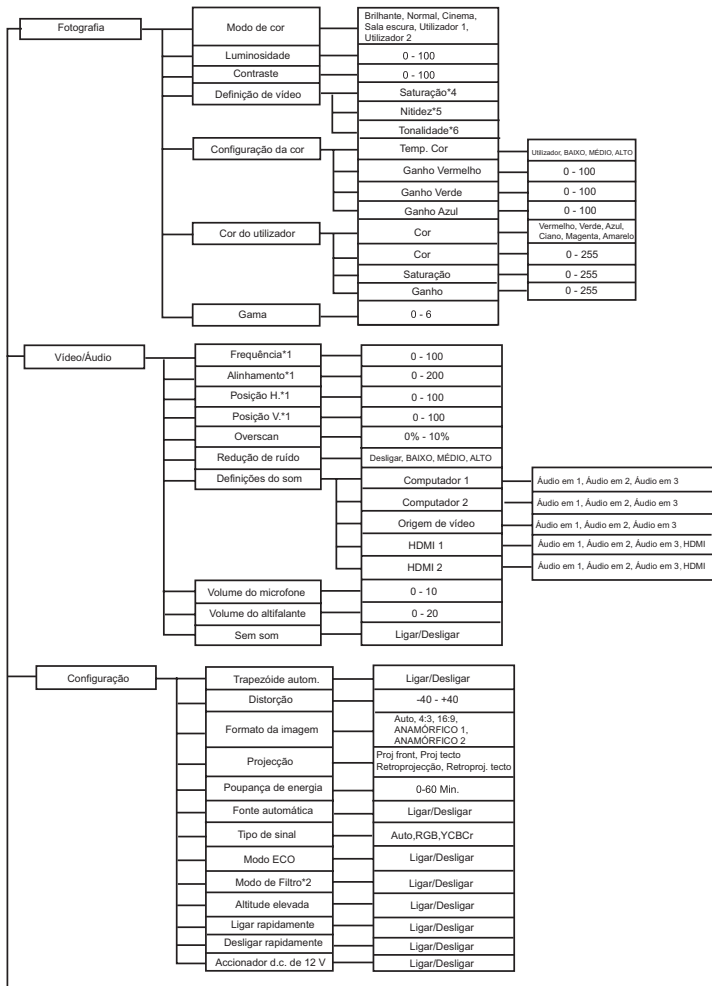 Fotografia
Modo de cor
Brilhante, Normal, Cinema,
Sala escura, Utilizador 1,
Utilizador 2
Luminosidade
0 - 100
Contraste
0 - 100
Definição de vídeo
Saturação*4
Nitidez*5
Tonalidade*6
Configuração da cor
Temp. Cor
Utilizador, BAIXO, MÉDIO, ALTO
Ganho Vermelho
0 - 100
Ganho Verde
0 - 100
Ganho Azul
0 - 100
Cor do utilizador
Cor
Vermelho, Verde, Azul,
Ciano, Magenta, Amarelo
Cor
0 - 255
Saturação
0 - 255
Ganho
0 - 255
Gama
0 - 6
Vídeo/Áudio
Frequência*1
0 - 100
Alinhamento*1
0 - 200
Posição H.*1
0 - 100
Posição V.*1
0 - 100
Overscan
0% - 10%
Redução de ruído
Desligar, BAIXO, MÉDIO, ALTO
Definições do som
Computador 1
Áudio em 1, Áudio em 2, Áudio em 3
Computador 2
Áudio em 1, Áudio em 2, Áudio em 3
Origem de vídeo
Áudio em 1, Áudio em 2, Áudio em 3
HDMI 1
Áudio em 1, Áudio em 2, Áudio em 3, HDMI
HDMI 2
Áudio em 1, Áudio em 2, Áudio em 3, HDMI
Volume do microfone
0 - 10
Volume do altifalante
0 - 20
Sem som
Ligar/Desligar
Configuração
Trapezóide autom.
Ligar/Desligar
Distorção
-40 - +40
Formato da imagem
Auto, 4:3, 16:9,
ANAMÓRFICO 1,
ANAMÓRFICO 2
Projecção
Proj front, Proj tecto
Retroprojecção, Retroproj. tecto
Poupança de energia
0-60 Min.
Fonte automática
Ligar/Desligar
Tipo de sinal
Auto,RGB,YCBCr
Modo ECO
Ligar/Desligar
Modo de Filtro*2
Ligar/Desligar
Altitude elevada
Ligar/Desligar
Ligar rapidamente
Ligar/Desligar
Desligar rapidamente
Ligar/Desligar
Accionador d.c. de 12 V
Ligar/Desligar